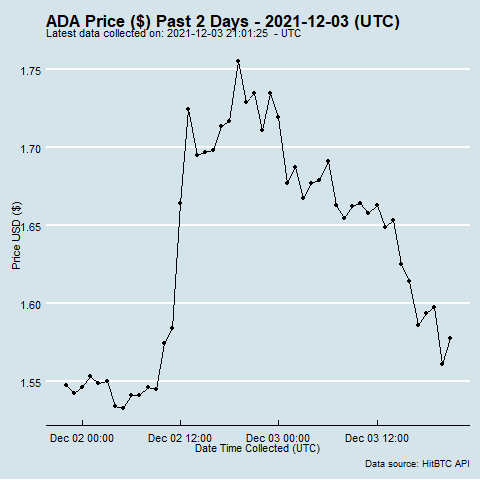 ADA Price ($) Past 2 Days - 2021-12-03 (UTC)
Latest data collected on: 2021-12-03 21:01:25  - UTC
1.75
1.70
1.65
1.60
1.55
Price USD ($)
Dec 02 00:00
Dec 02 12:00
Dec 03 00:00
Dec 03 12:00
Date Time Collected (UTC)
Data source: HitBTC API